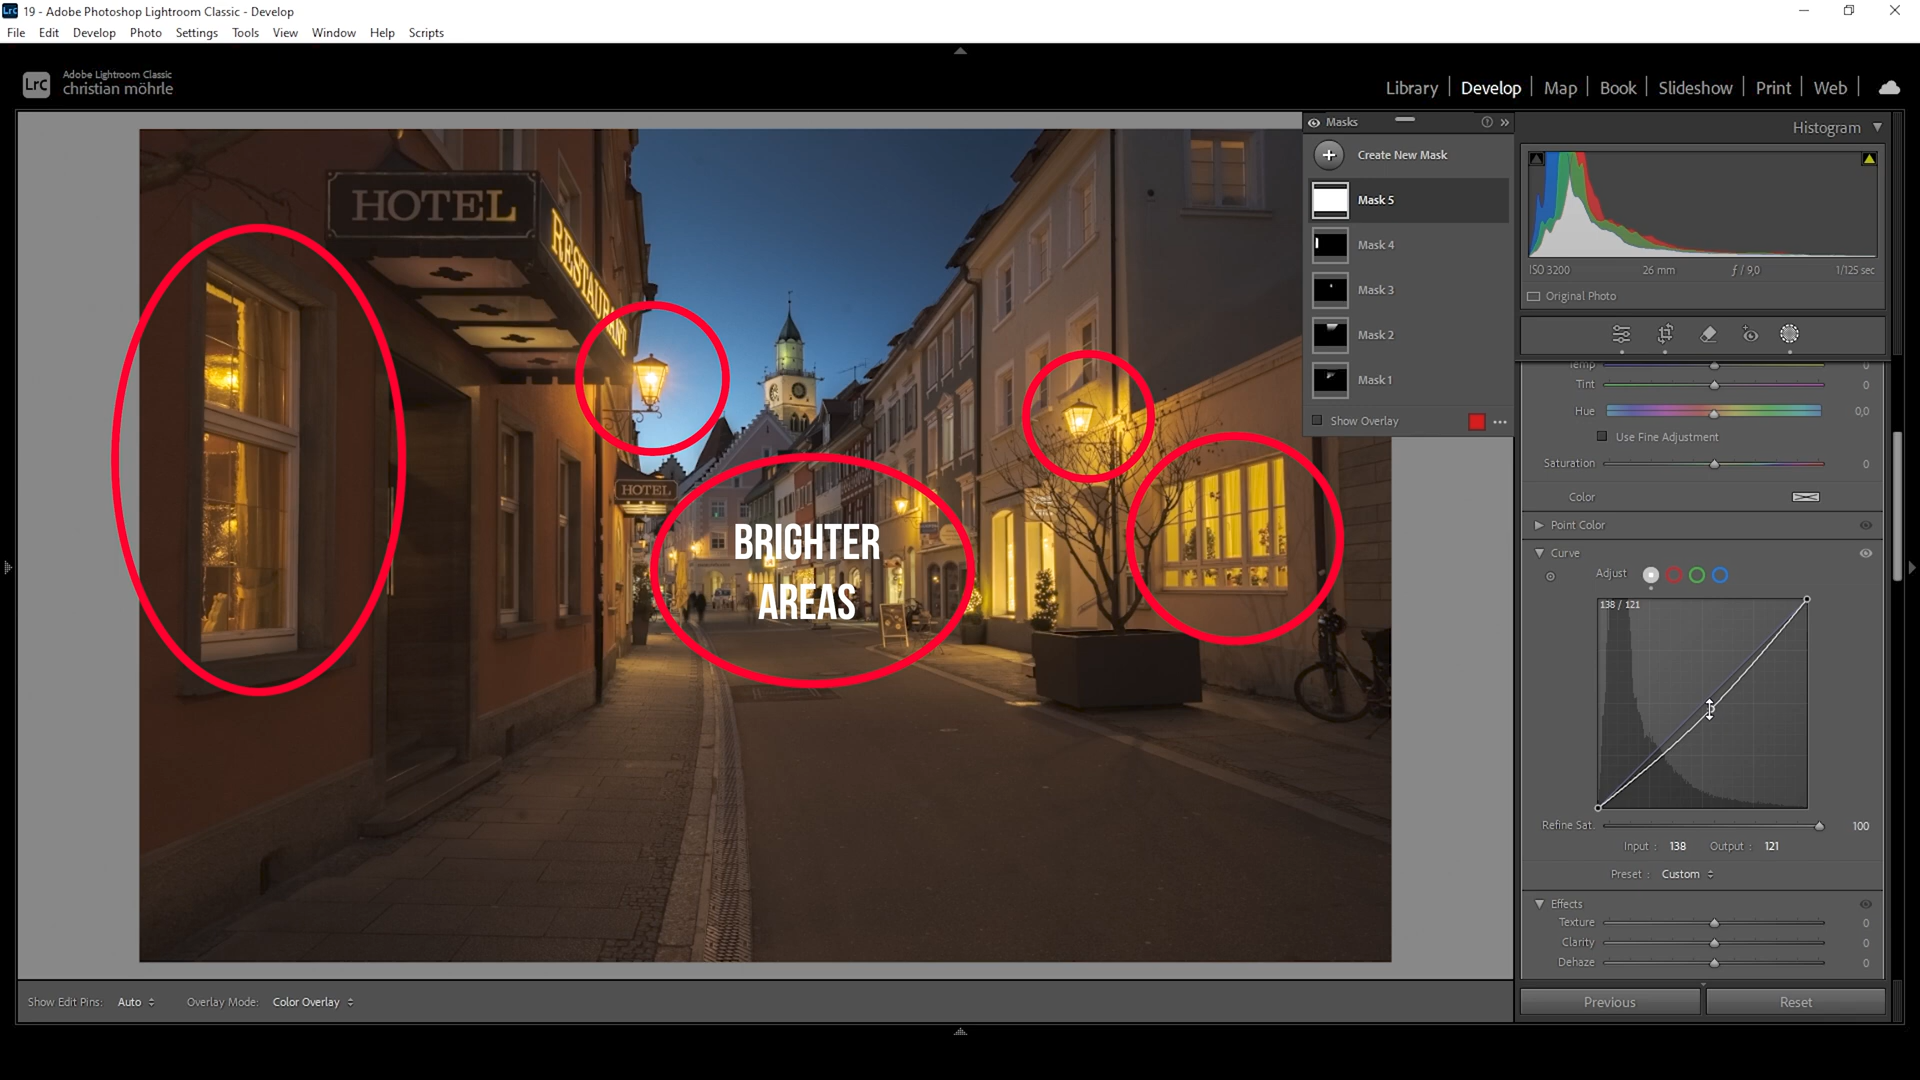 Lrc 19 - Adobe Photoshop Lightroom Classic - Develop
File Edit Develop Photo Settings Tools View Window Help Scripts
LrC
Adobe Lightroom Classic
christian möhrle
Library Develop Map Book Slideshow Print Web
Masks
Create New Mask
Mask 5
Mask 4
Mask 3
Mask 2
Mask 1
Show Overlay
HOTEL
RESTAURANT
HOTEL
BRIGHTER
AREAS
Histogram
ISO 3200 26 mm ƒ / 9,0 1/125 sec
Original Photo
Temp 0
Tint 0
Hue 0,0
Use Fine Adjustment
Saturation 0
Color
Point Color
Curve
Adjust
138 / 121
Refine Sat. 100
Input : 138 Output : 121
Preset : Custom
Effects
Texture 0
Clarity 0
Dehaze 0
Previous Reset
Show Edit Pins: Auto Overlay Mode: Color Overlay